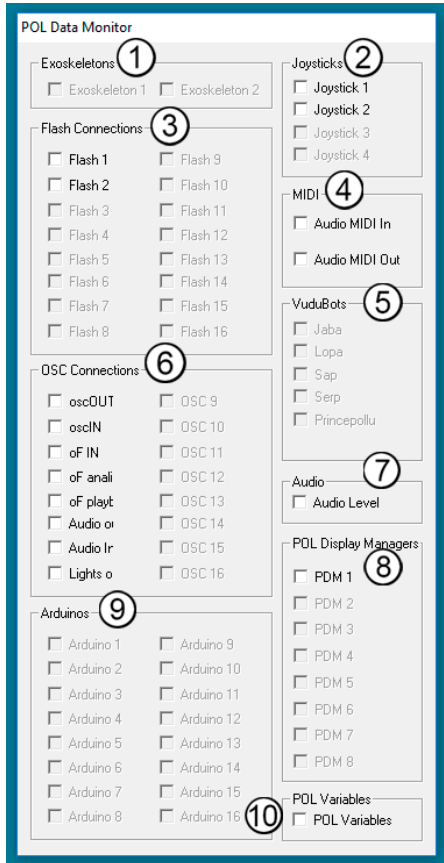 POL Data Monitor
Exoskeletons 1
Exoskeleton 1 Exoskeleton 2
Flash Connections 3
Flash 1 Flash 9
Flash 2 Flash 10
Flash 3 Flash 11
Flash 4 Flash 12
Flash 5 Flash 13
Flash 6 Flash 14
Flash 7 Flash 15
Flash 8 Flash 16
OSC Connections 6
oscOUT OSC 9
oscIN OSC 10
oF IN OSC 11
oF anali OSC 12
oF playb OSC 13
Audio ou OSC 14
Audio In OSC 15
Lights o OSC 16
Arduinos 9
Arduino 1 Arduino 9
Arduino 2 Arduino 10
Arduino 3 Arduino 11
Arduino 4 Arduino 12
Arduino 5 Arduino 13
Arduino 6 Arduino 14
Arduino 7 Arduino 15
Arduino 8 Arduino 16
Joysticks 2
Joystick 1
Joystick 2
Joystick 3
Joystick 4
MIDI 4
Audio MIDI In
Audio MIDI Out
VuduBots 5
Jaba
Lopa
Sap
Serp
Princepollu
7
Audio
Audio Level
POL Display Managers
8
PDM 1
PDM 2
PDM 3
PDM 4
PDM 5
PDM 6
PDM 7
PDM 8
POL Variables
10 POL Variables